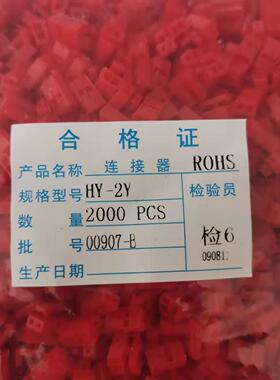 合格证
产品名称 连接器 ROHS
规格型号 HY-2Y 检验员
数量 2000 PCS
批号 00907-B 检6
生产日期 090817